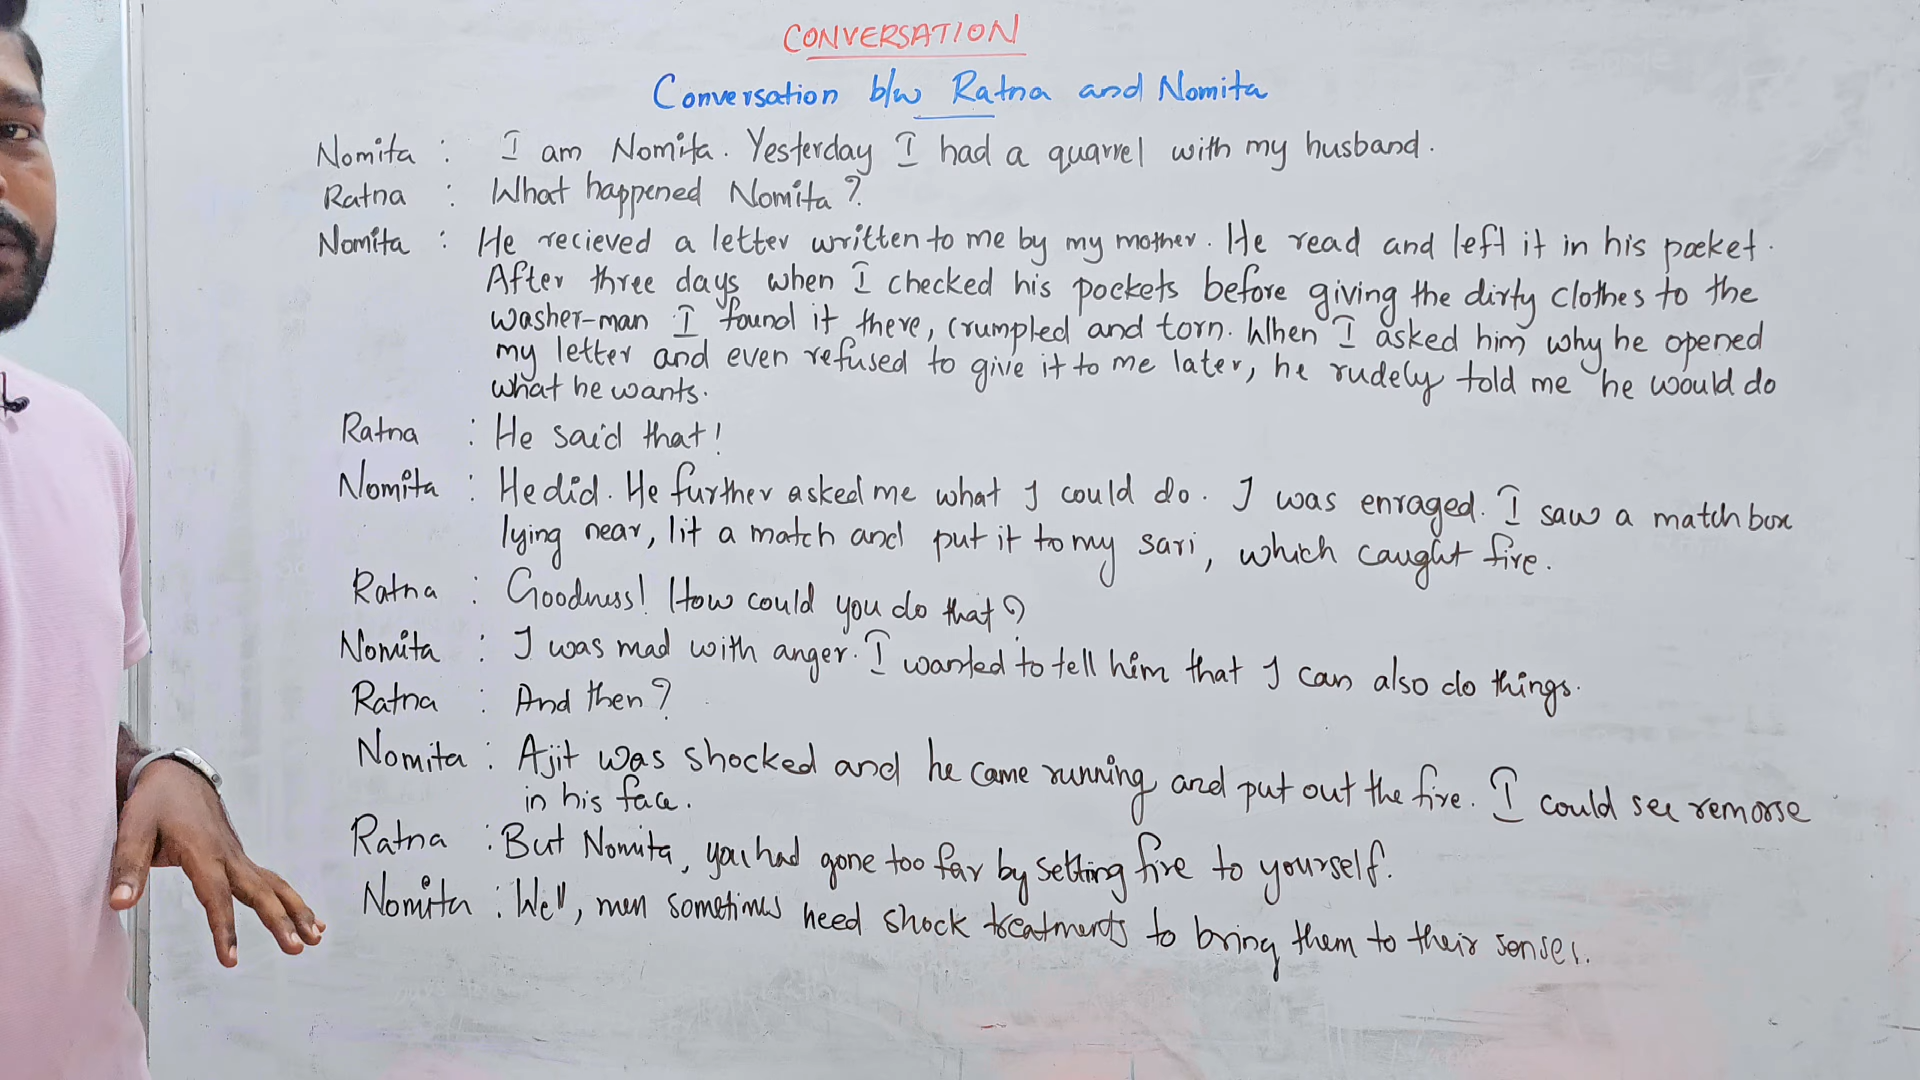 CONVERSATION
Conversation b/w Ratna and Nomita
Nomita : I am Nomita. Yesterday I had a quarrel with my husband.
Ratna : What happened Nomita?
Nomita : He recieved a letter written to me by my mother. He read and left it in his pocket.
After three days when I checked his pockets before giving the dirty clothes to the
washer-man I found it there, crumpled and torn. When I asked him why he opened
my letter and even refused to give it to me later, he rudely told me he would do
what he wants.
Ratna : He said that!
Nomita : He did. He further asked me what I could do. I was enraged. I saw a match box
lying near, lit a match and put it to my sari, which caught fire.
Ratna : Goodness! How could you do that?
Nomita : I was mad with anger. I wanted to tell him that I can also do things.
Ratna : And then?
Nomita : Ajit was shocked and he came running and put out the fire. I could see remorse
in his face.
Ratna : But Nomita, you had gone too far by setting fire to yourself.
Nomita : Well, men sometimes need shock treatments to bring them to their senses.